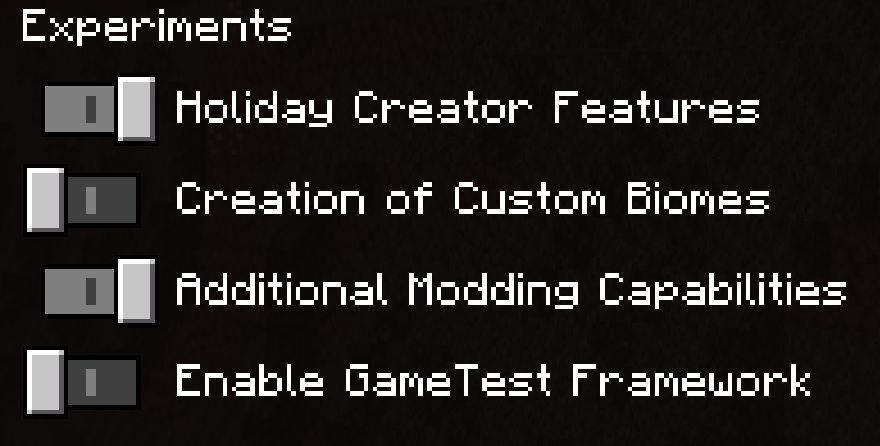 Experiments
Holiday Creator Features
Creation of Custom Biomes
Additional Modding Capabilities
Enable GameTest Framework